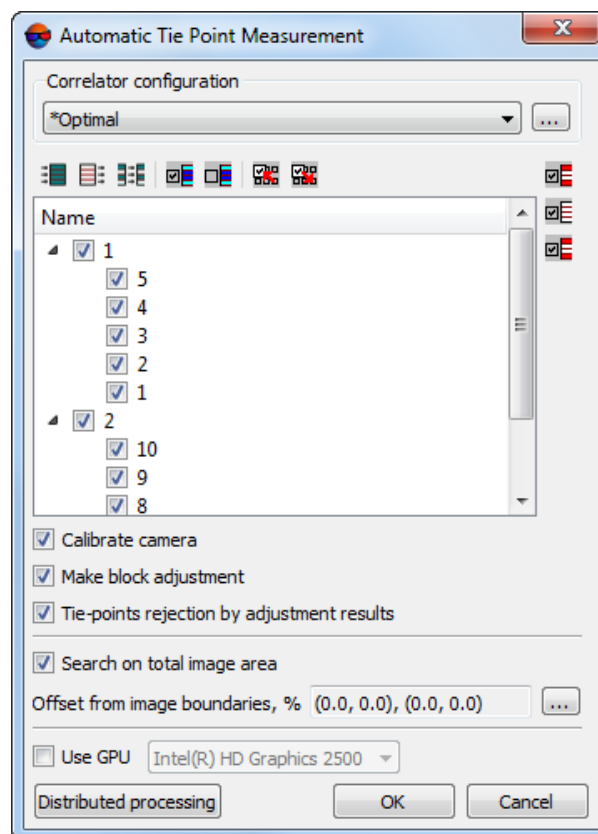 Automatic Tie Point Measurement
Correlator configuration
*Optimal
...
Name
1
5
4
3
2
1
2
10
9
8
Calibrate camera
Make block adjustment
Tie-points rejection by adjustment results
Search on total image area
Offset from image boundaries, % (0.0, 0.0), (0.0, 0.0) ...
Use GPU Intel(R) HD Graphics 2500
Distributed processing OK Cancel